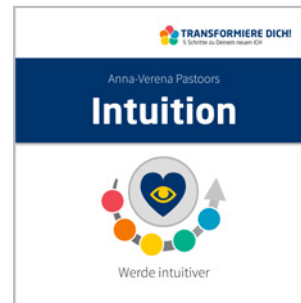 TRANSFORMIERE DICH!
5 Schritte zu Deinem neuen ICH
Anna-Verena Pastoors
Intuition
Werde intuitiver